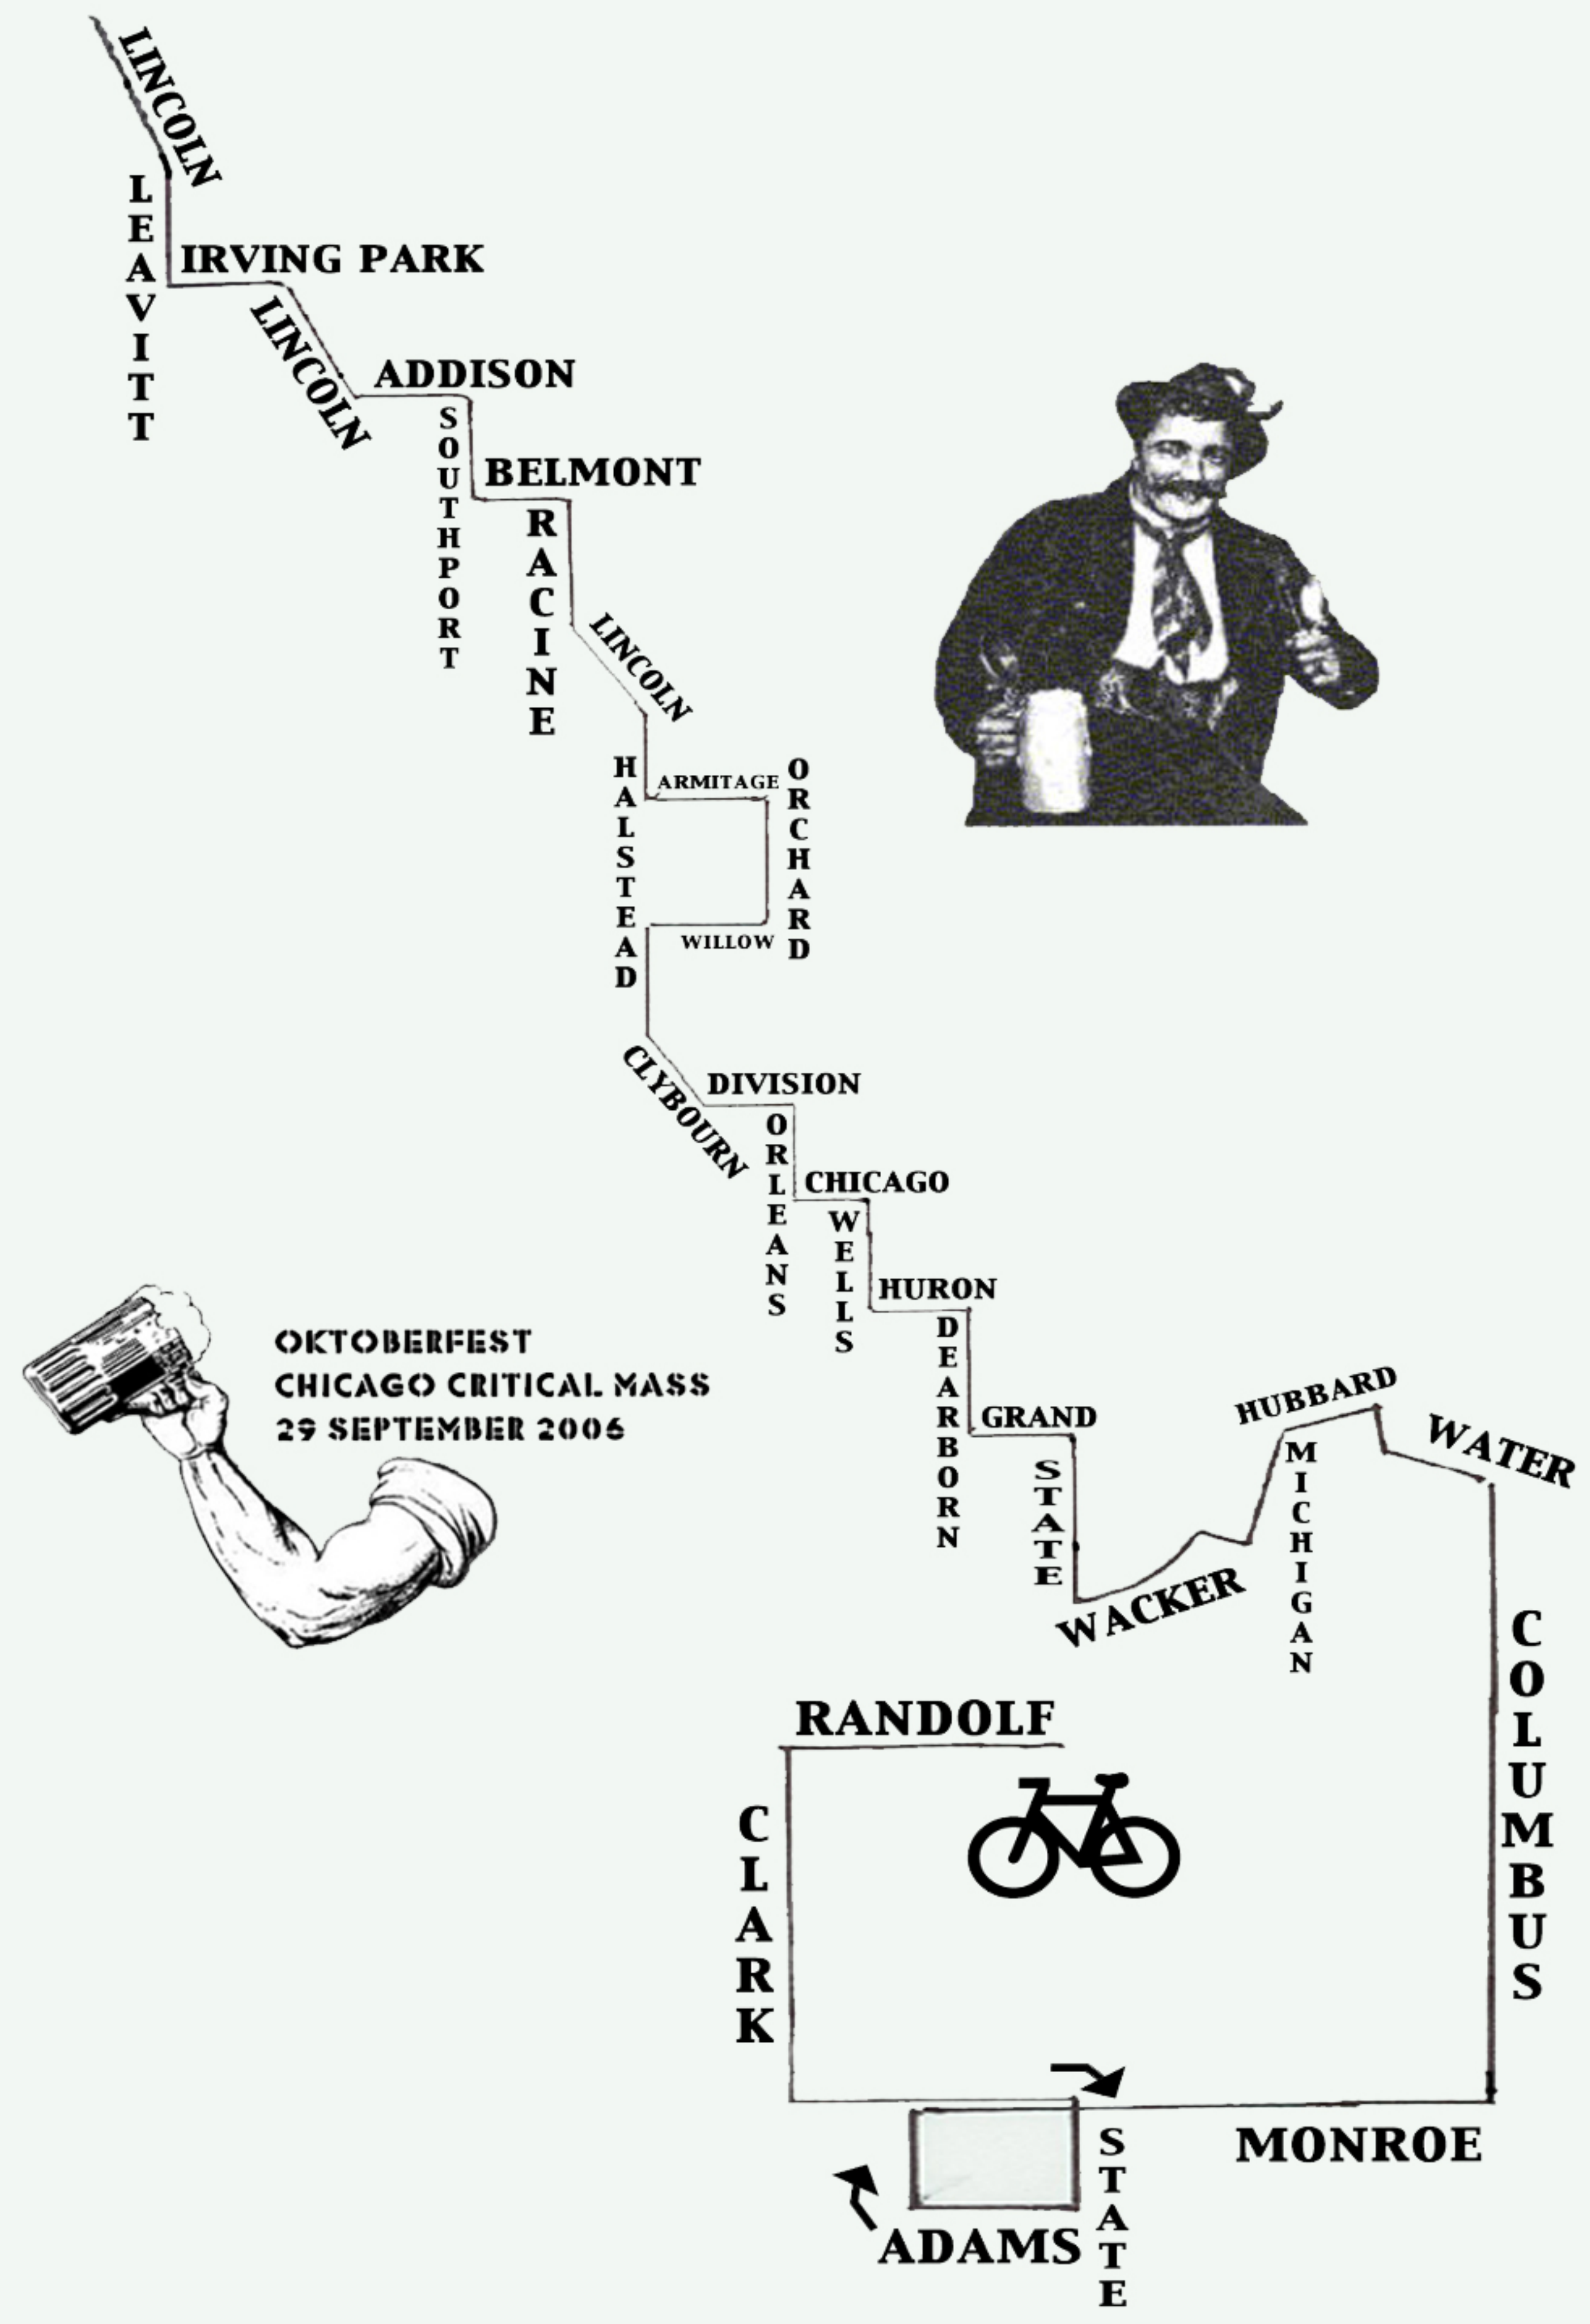 LINCOLN
LEAVITT
IRVING PARK
LINCOLN
ADDISON
SOUTHPORT
BELMONT
RACINE
LINCOLN
HALSTEAD
ARMITAGE
ORCHARD
WILLOW
CLYBOURN
DIVISION
ORLEANS
CHICAGO
WELLS
HURON
DEARBORN
GRAND
STATE
WACKER
HUBBARD
MICHIGAN
WATER
COLUMBUS
OKTOBERFEST
CHICAGO CRITICAL MASS
29 SEPTEMBER 2006
RANDOLF
CLARK
MONROE
STATE
ADAMS